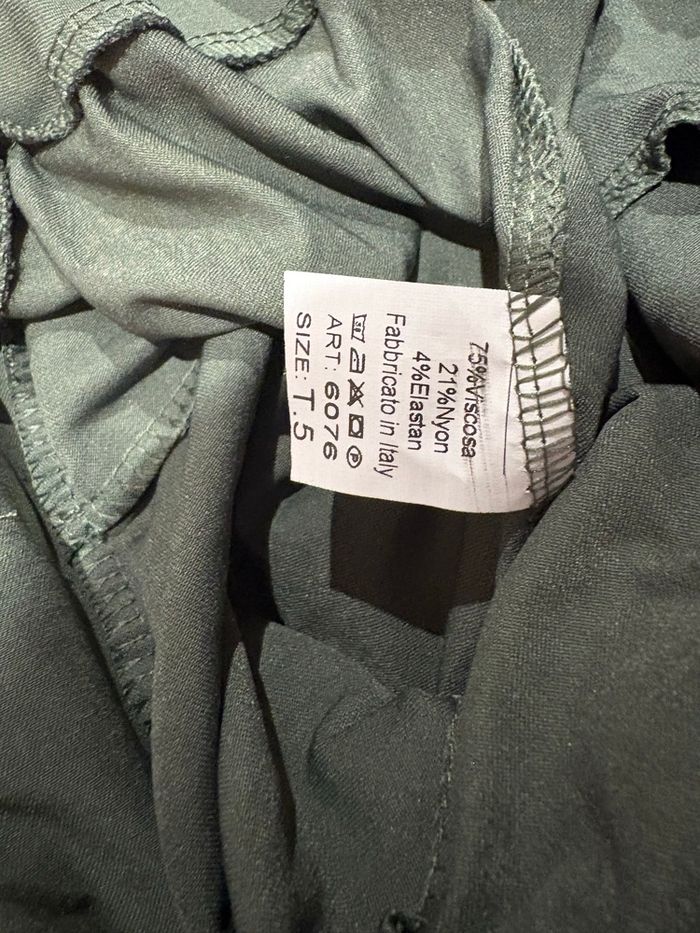 75%Viscosa
21%Nyon
4%Elastan
Fabbricato in Italy
ART: 6076
SIZE: T.5